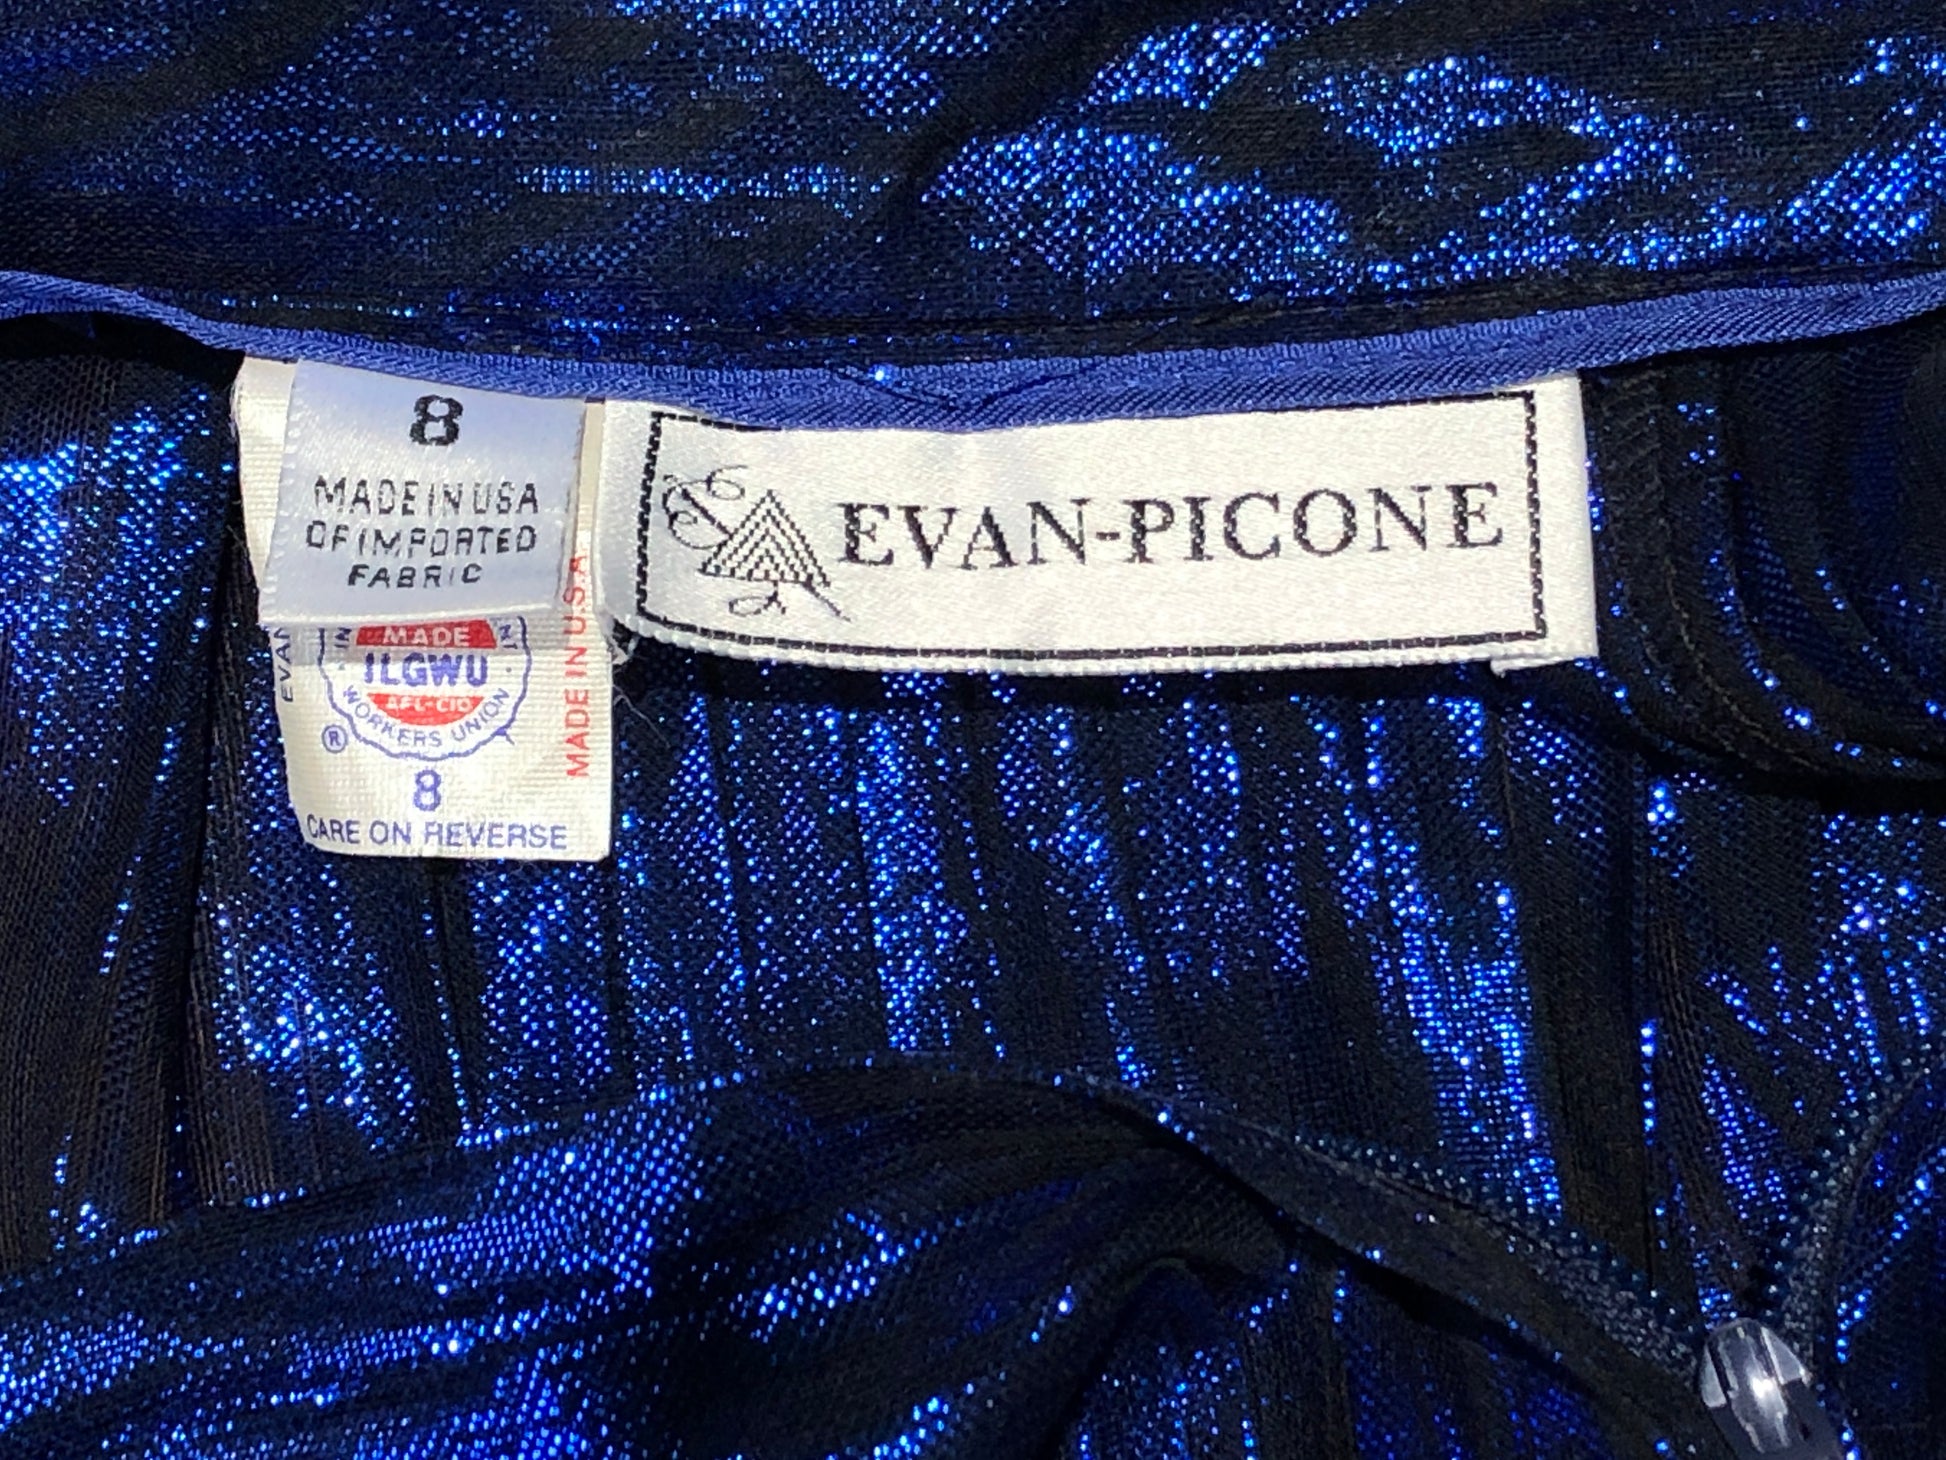 8
MADE IN USA
OF IMPORTED
FABRIC
EVAN-PICONE
EVAN
MADE
ILGWU
AFL-CIO
WORKERS UNION
®
8
CARE ON REVERSE
MADE IN U.S.A